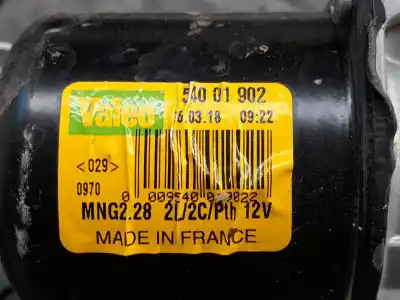 Valeo 540 01 902
16.03.18 09:22
<029>
0970
MNG2.28 2L/2C/Pth 12V
MADE IN FRANCE